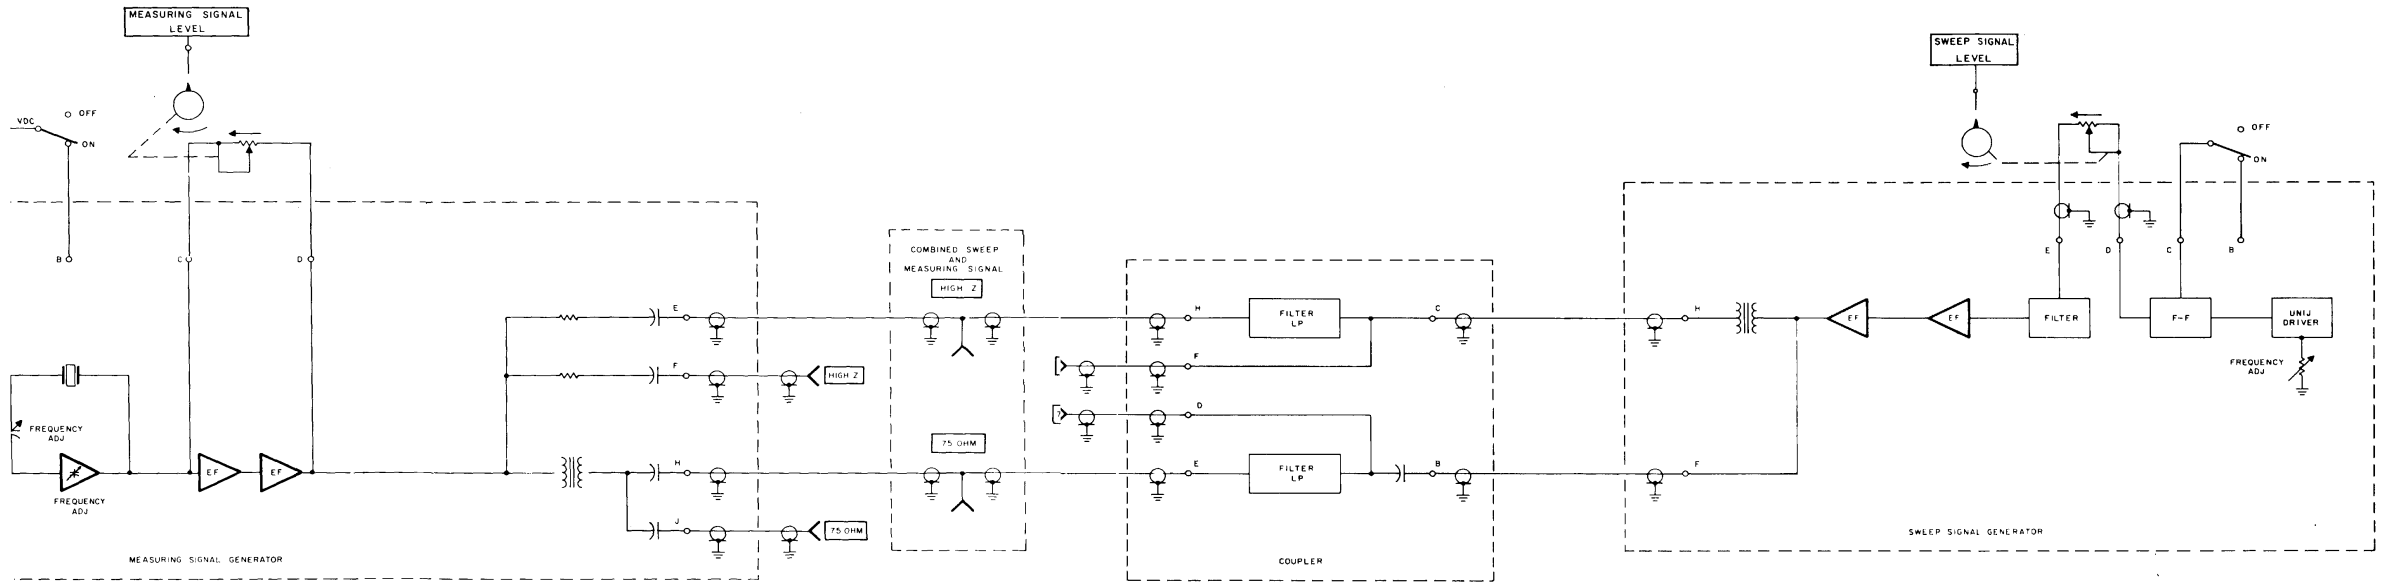 MEASURING SIGNAL
LEVEL
VDC
OFF
ON
B
C
D
FREQUENCY
ADJ
FREQUENCY
ADJ
EF
EF
E
F
HIGH Z
H
J
75 OHM
MEASURING SIGNAL GENERATOR
COMBINED SWEEP
AND
MEASURING SIGNAL
HIGH Z
75 OHM
H
FILTER
LP
C
F
D
E
FILTER
LP
B
COUPLER
SWEEP SIGNAL
LEVEL
OFF
ON
E
D
C
B
H
EF
EF
FILTER
F-F
UNIJ
DRIVER
FREQUENCY
ADJ
F
SWEEP SIGNAL GENERATOR